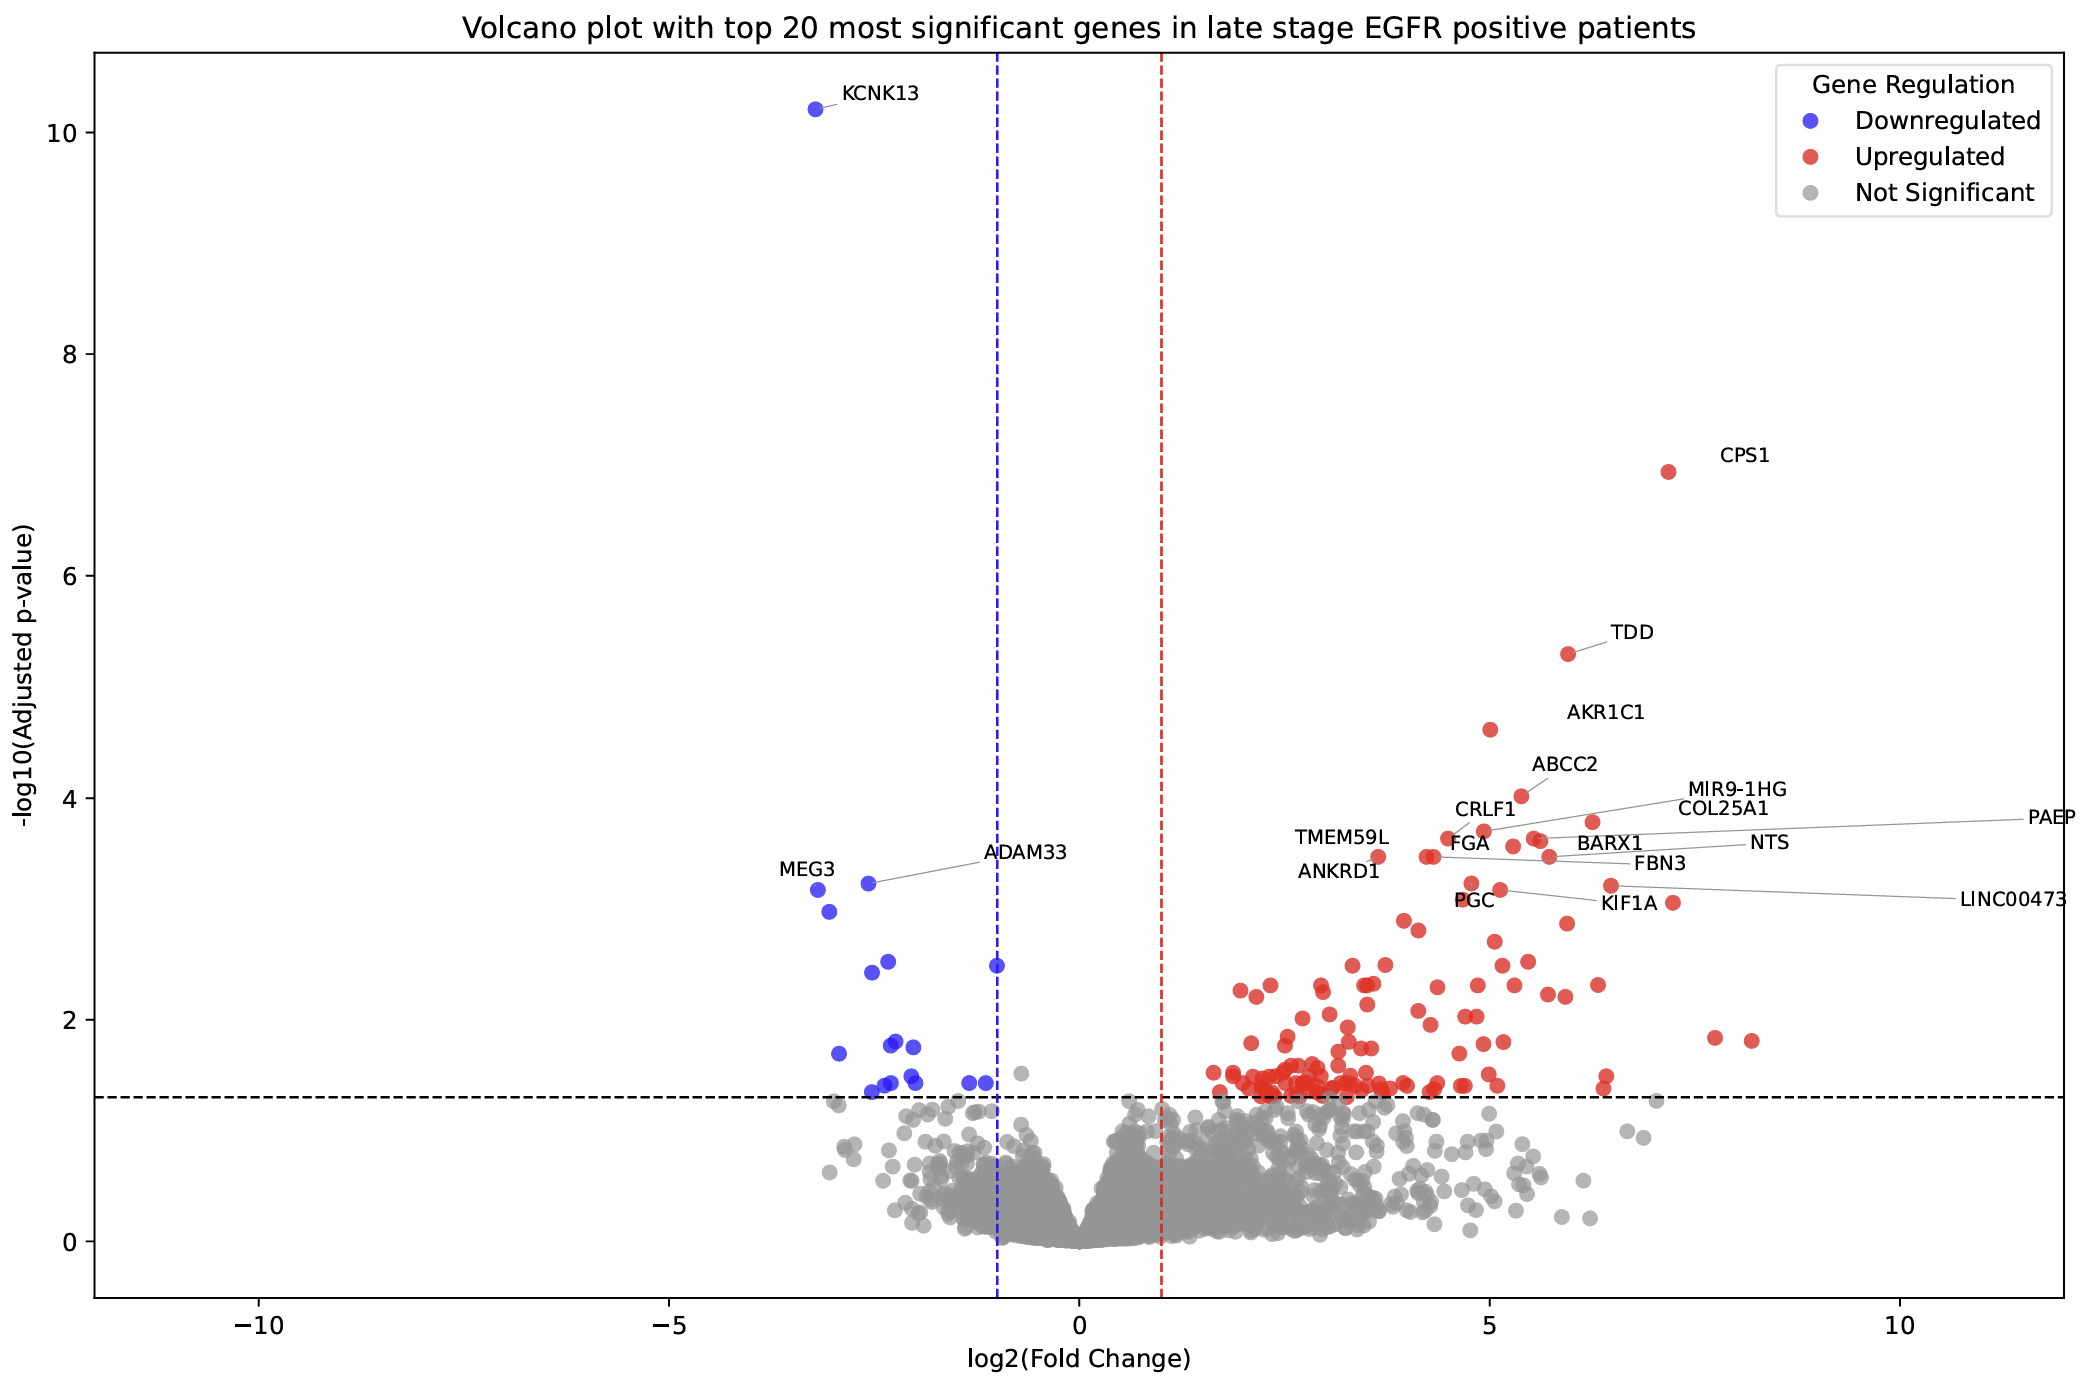 Volcano plot with top 20 most significant genes in late stage EGFR positive patients
Gene Regulation
Downregulated
Upregulated
Not Significant
KCNK13
CPS1
TDD
AKR1C1
ABCC2
MIR9-1HG
CRLF1
COL25A1
PAEP
TMEM59L
FGA
BARX1
NTS
ADAM33
MEG3
ANKRD1
FBN3
PGC
KIF1A
LINC00473
-log10(Adjusted p-value)
10
8
6
4
2
0
−10
−5
0
5
10
log2(Fold Change)